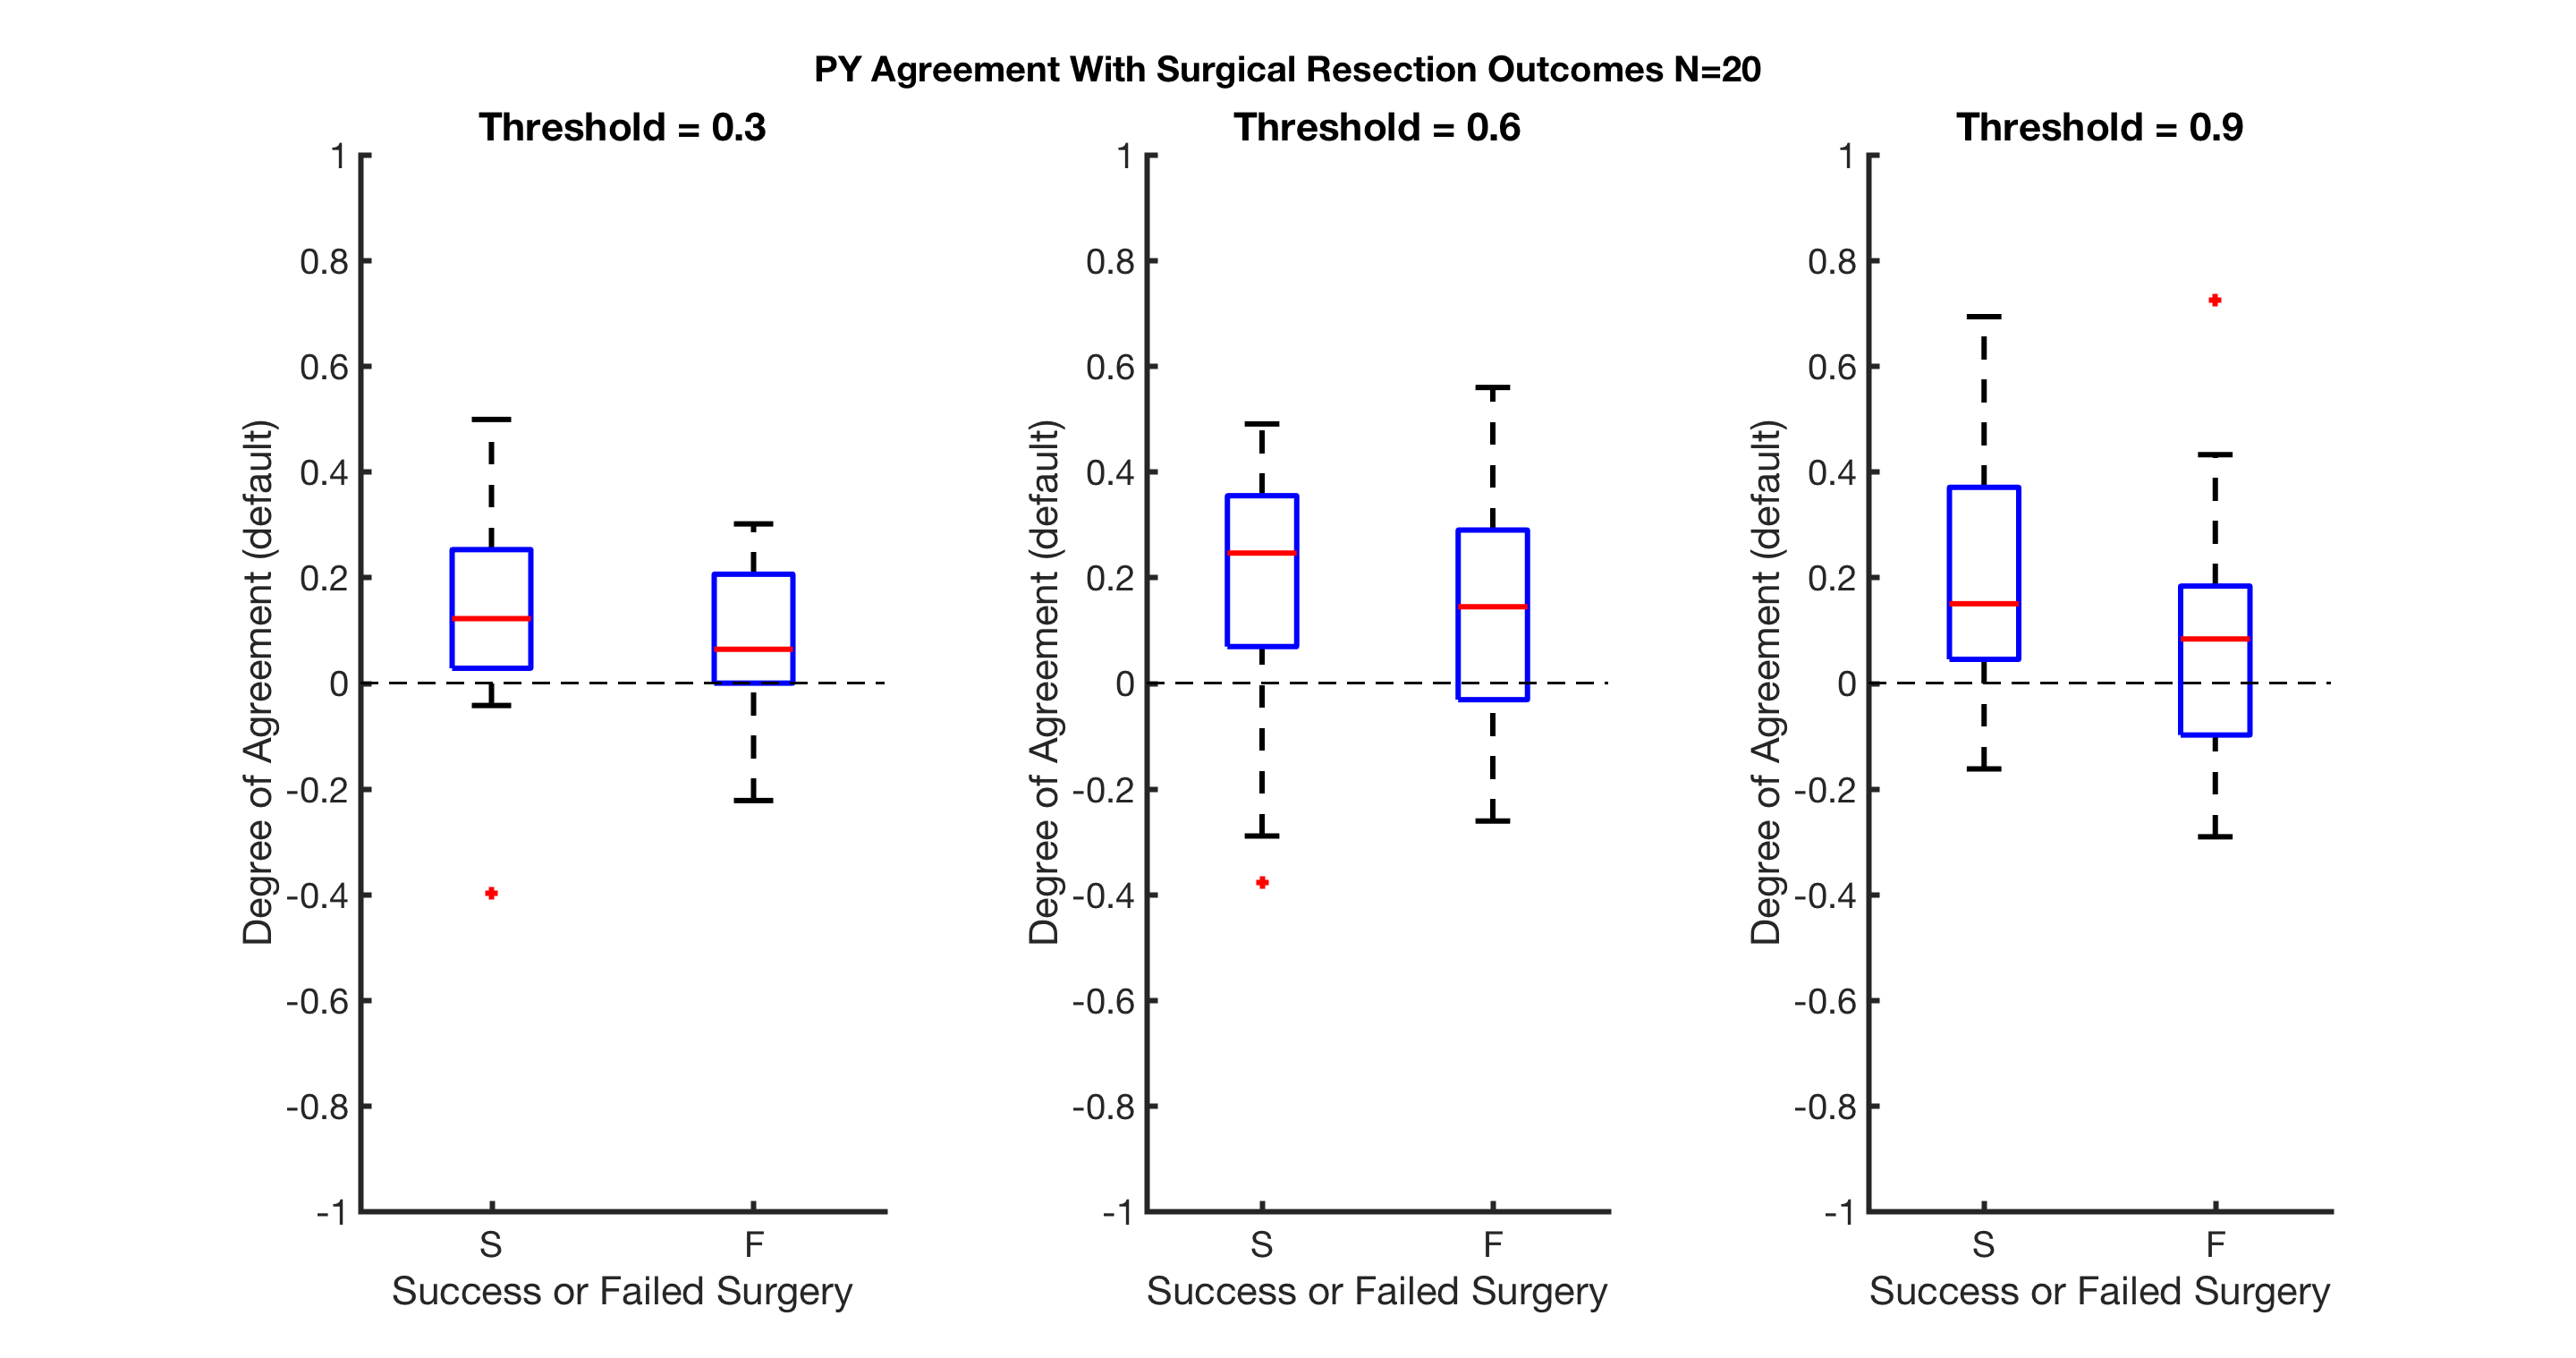 PY Agreement With Surgical Resection Outcomes N=20
Threshold = 0.3
1
0.8
0.6
0.4
0.2
0
-0.2
-0.4
-0.6
-0.8
-1
Degree of Agreement (default)
S F
Success or Failed Surgery
Threshold = 0.6
1
0.8
0.6
0.4
0.2
0
-0.2
-0.4
-0.6
-0.8
-1
Degree of Agreement (default)
S F
Success or Failed Surgery
Threshold = 0.9
1
0.8
0.6
0.4
0.2
0
-0.2
-0.4
-0.6
-0.8
-1
Degree of Agreement (default)
S F
Success or Failed Surgery